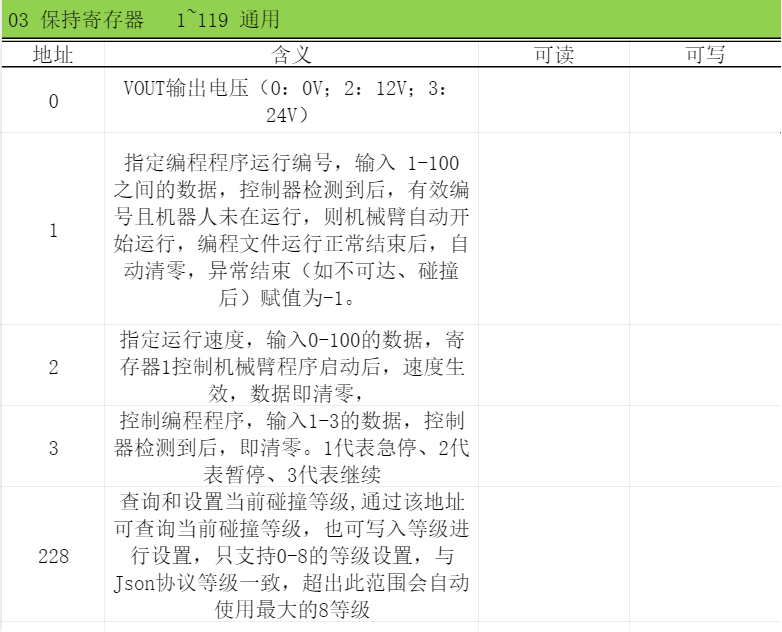 03 保持寄存器   1~119 通用
地址 含义 可读 可写
0
VOUT输出电压（0：0V；2：12V；3：
24V）
1
指定编程程序运行编号，输入 1-100
之间的数据，控制器检测到后，有效编
号且机器人未在运行，则机械臂自动开
始运行，编程文件运行正常结束后，自
动清零，异常结束（如不可达、碰撞
后）赋值为-1。
2
指定运行速度，输入0-100的数据，寄
存器1控制机械臂程序启动后，速度生
效，数据即清零，
3
控制编程程序，输入1-3的数据，控制
器检测到后，即清零。1代表急停、2代
表暂停、3代表继续
228
查询和设置当前碰撞等级,通过该地址
可查询当前碰撞等级，也可写入等级进
行设置，只支持0-8的等级设置，与
Json协议等级一致，超出此范围会自动
使用最大的8等级